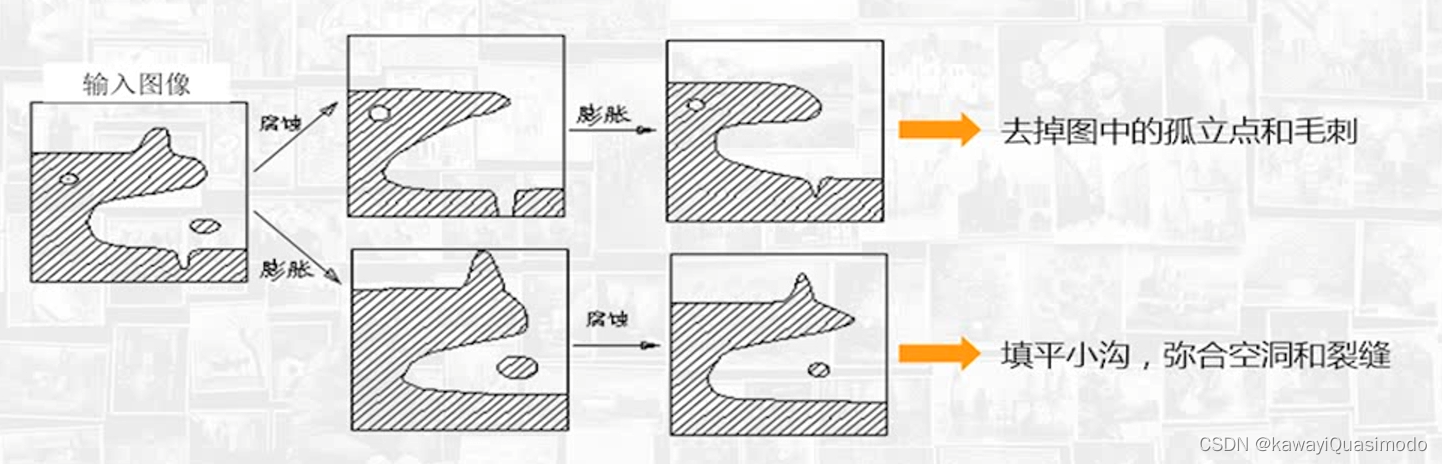 输入图像
腐蚀
膨胀
去掉图中的孤立点和毛刺
膨胀
腐蚀
填平小沟，弥合空洞和裂缝
CSDN @kawayiQuasimodo